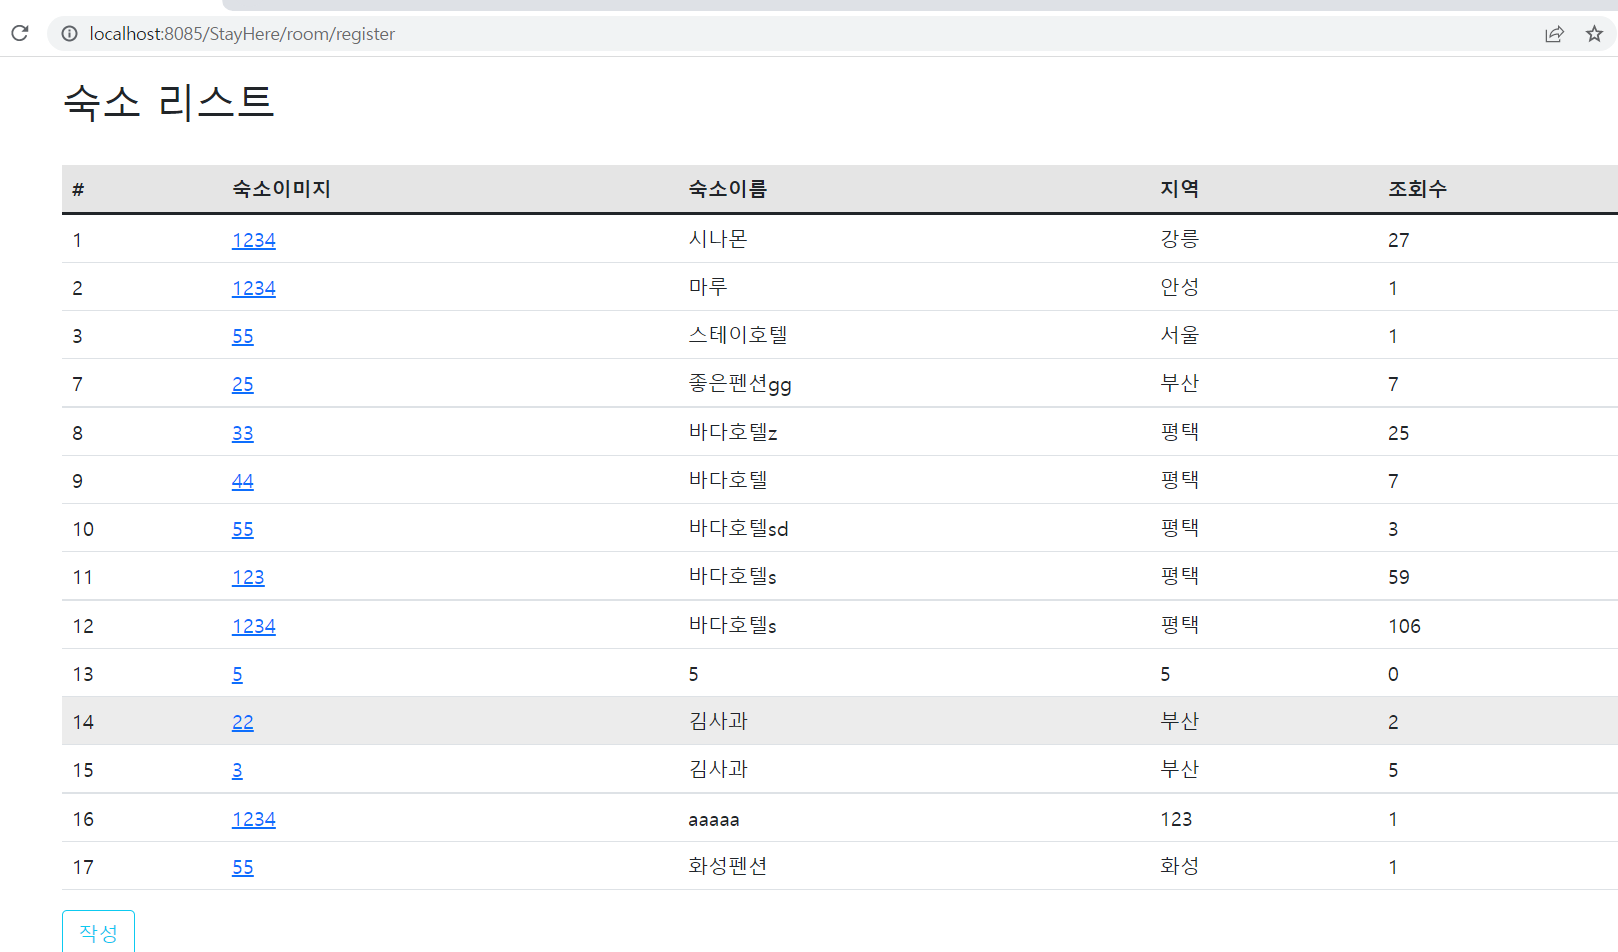 localhost:8085/StayHere/room/register
숙소 리스트
# 숙소이미지 숙소이름 지역 조회수
1 1234 시나몬 강릉 27
2 1234 마루 안성 1
3 55 스테이호텔 서울 1
7 25 좋은펜션gg 부산 7
8 33 바다호텔z 평택 25
9 44 바다호텔 평택 7
10 55 바다호텔sd 평택 3
11 123 바다호텔s 평택 59
12 1234 바다호텔s 평택 106
13 5 5 5 0
14 22 김사과 부산 2
15 3 김사과 부산 5
16 1234 aaaaa 123 1
17 55 화성펜션 화성 1
작성